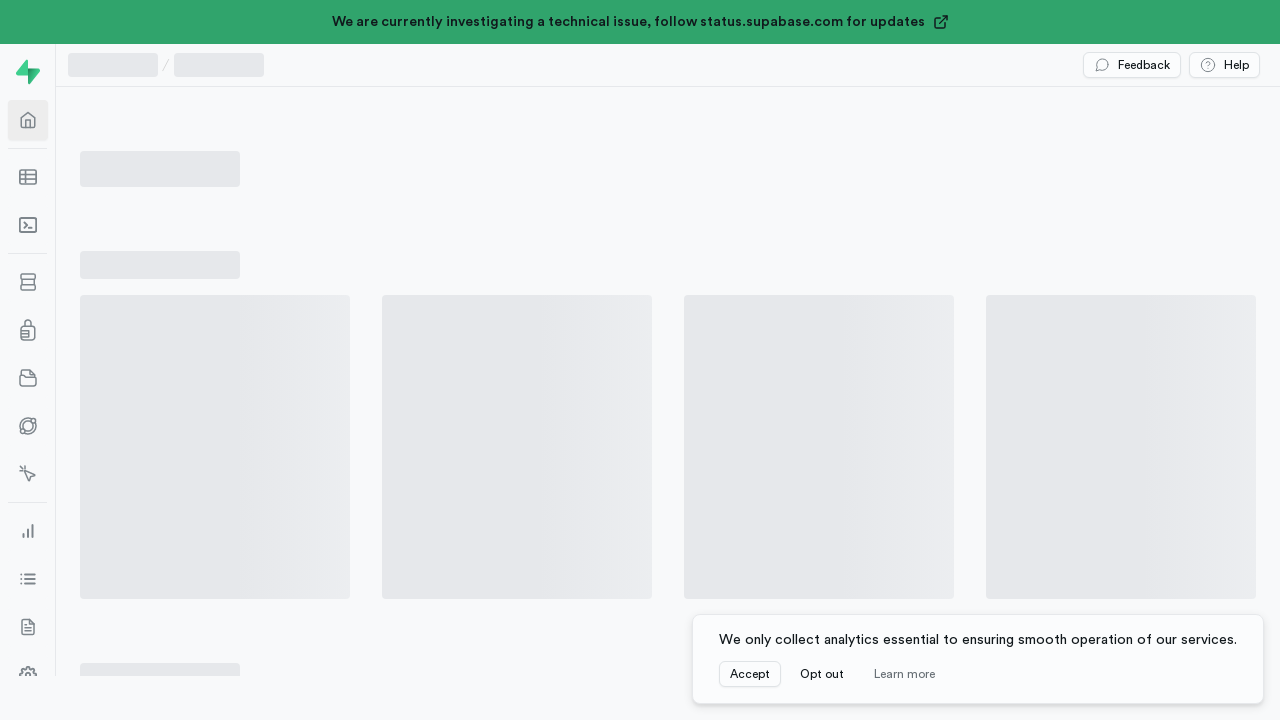 We are currently investigating a technical issue, follow status.supabase.com for updates
/
Feedback
Help
We only collect analytics essential to ensuring smooth operation of our services.
Accept
Opt out
Learn more